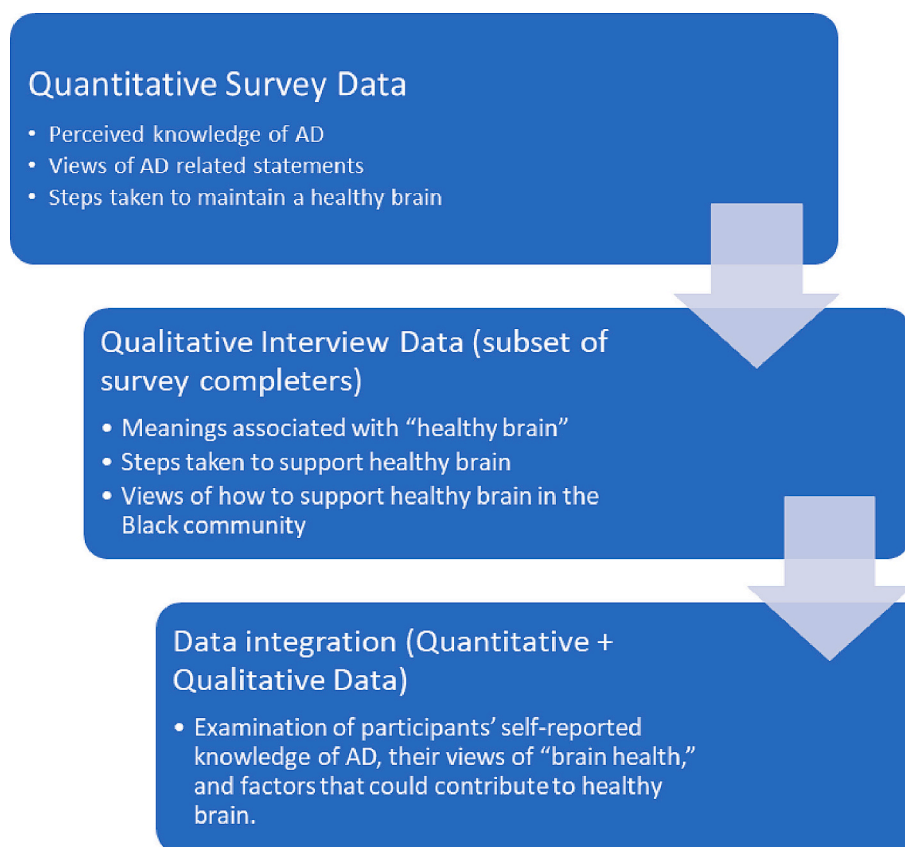 Quantitative Survey Data
• Perceived knowledge of AD
• Views of AD related statements
• Steps taken to maintain a healthy brain
Qualitative Interview Data (subset of
survey completers)
• Meanings associated with “healthy brain”
• Steps taken to support healthy brain
• Views of how to support healthy brain in the
Black community
Data integration (Quantitative +
Qualitative Data)
• Examination of participants’ self-reported
knowledge of AD, their views of “brain health,”
and factors that could contribute to healthy
brain.